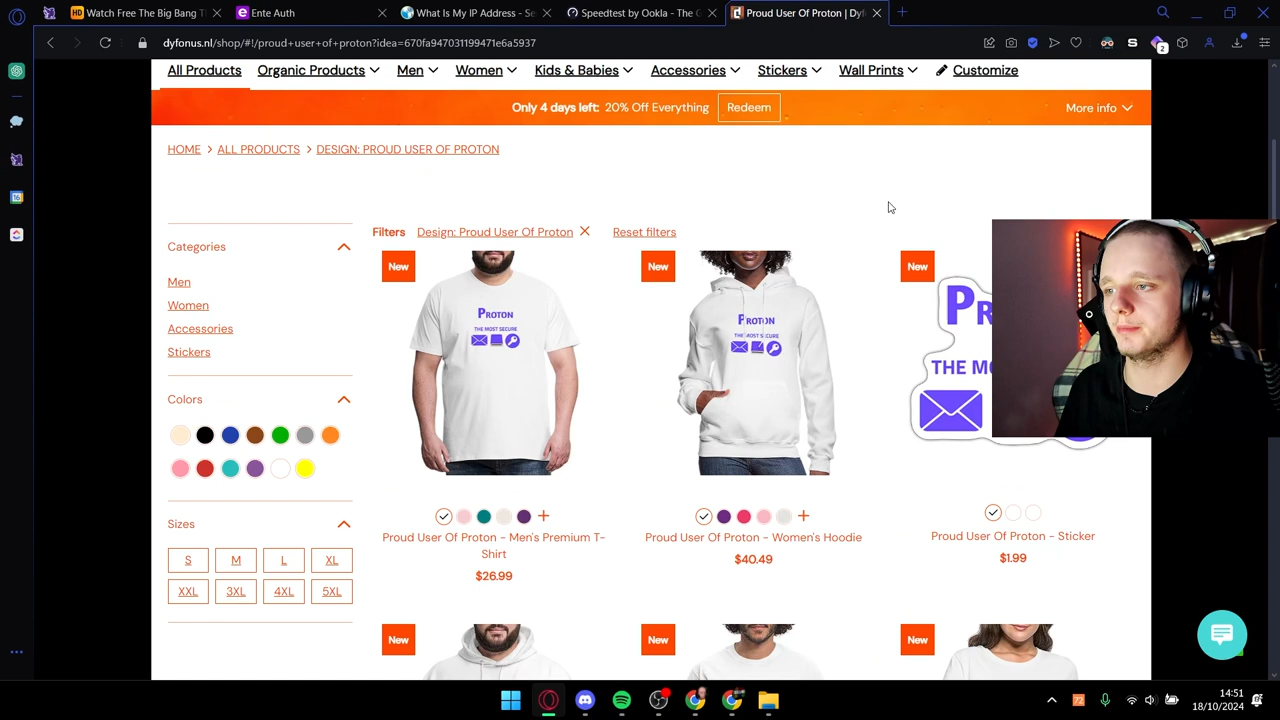 Watch Free The Big Bang T
Ente Auth
What Is My IP Address - Se
Speedtest by Ookla - The G
Proud User Of Proton | Dyf
dyfonus.nl/shop/#!/proud+user+of+proton?idea=670fa947031199471e6a5937
2
All Products Organic Products Men Women Kids & Babies Accessories Stickers Wall Prints Customize
Only 4 days left: 20% Off Everything Redeem More info
HOME > ALL PRODUCTS > DESIGN: PROUD USER OF PROTON
Filters Design: Proud User Of Proton Reset filters
Categories
Men
Women
Accessories
Stickers
Colors
Sizes
S M L XL
XXL 3XL 4XL 5XL
New
PROTON
THE MOST SECURE
Proud User Of Proton - Men's Premium T-
Shirt
$26.99
New
PROTON
THE MOST SECURE
Proud User Of Proton - Women's Hoodie
$40.49
New
THE
Proud User Of Proton - Sticker
$1.99
New
New
New
72
14:51
18/10/2024